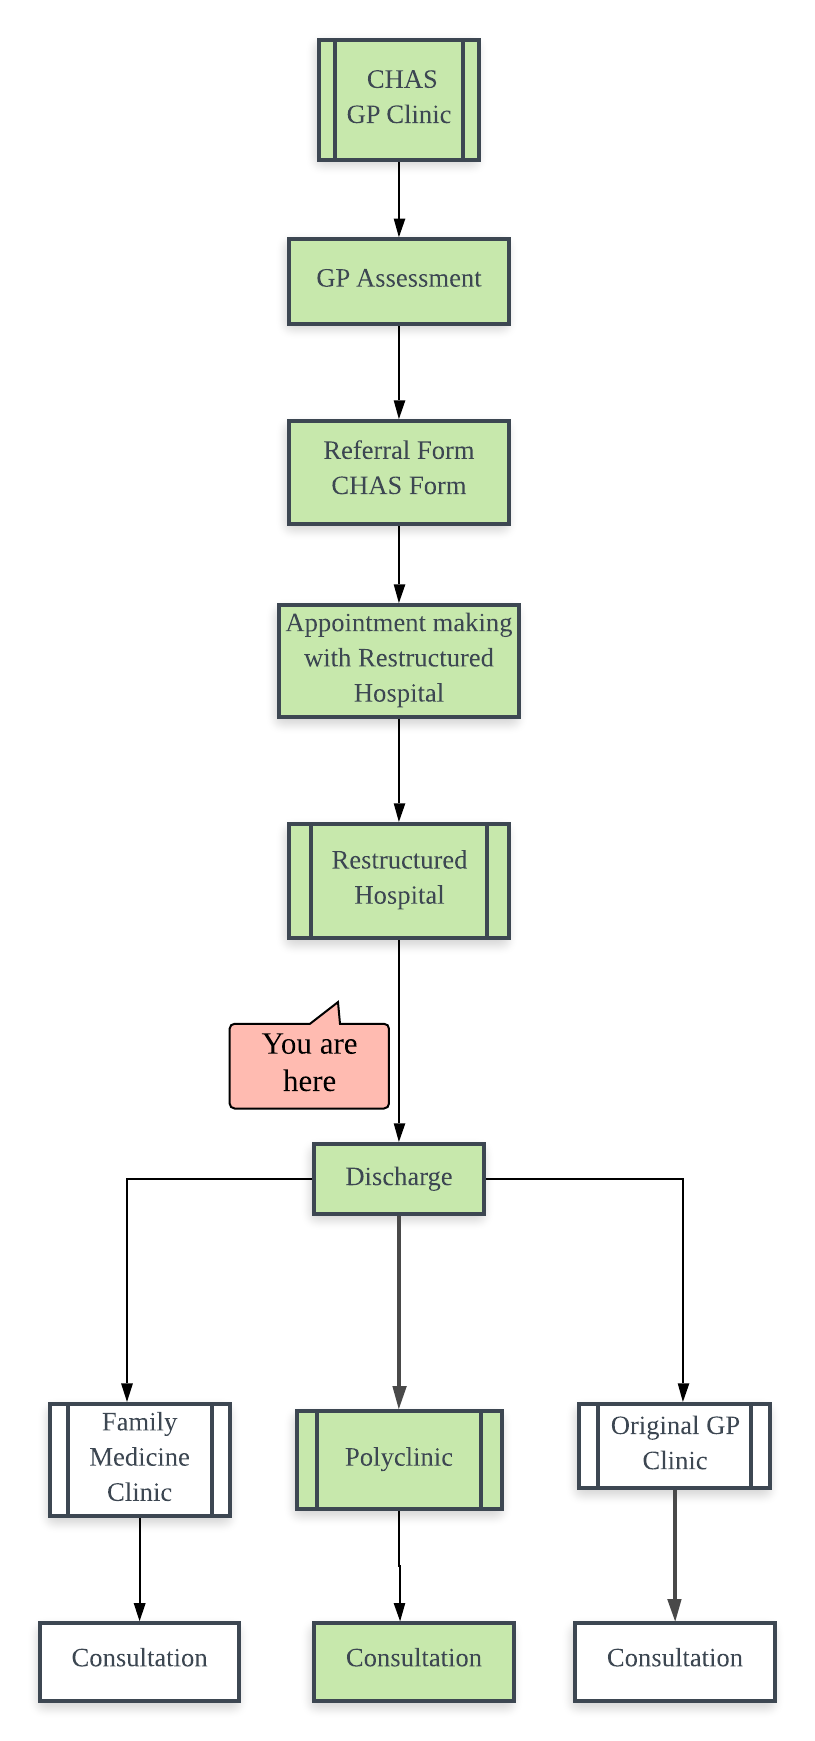 CHAS
GP Clinic
GP Assessment
Referral Form
CHAS Form
Appointment making
with Restructured
Hospital
Restructured
Hospital
You are
here
Discharge
Family
Medicine
Clinic
Polyclinic
Original GP
Clinic
Consultation
Consultation
Consultation